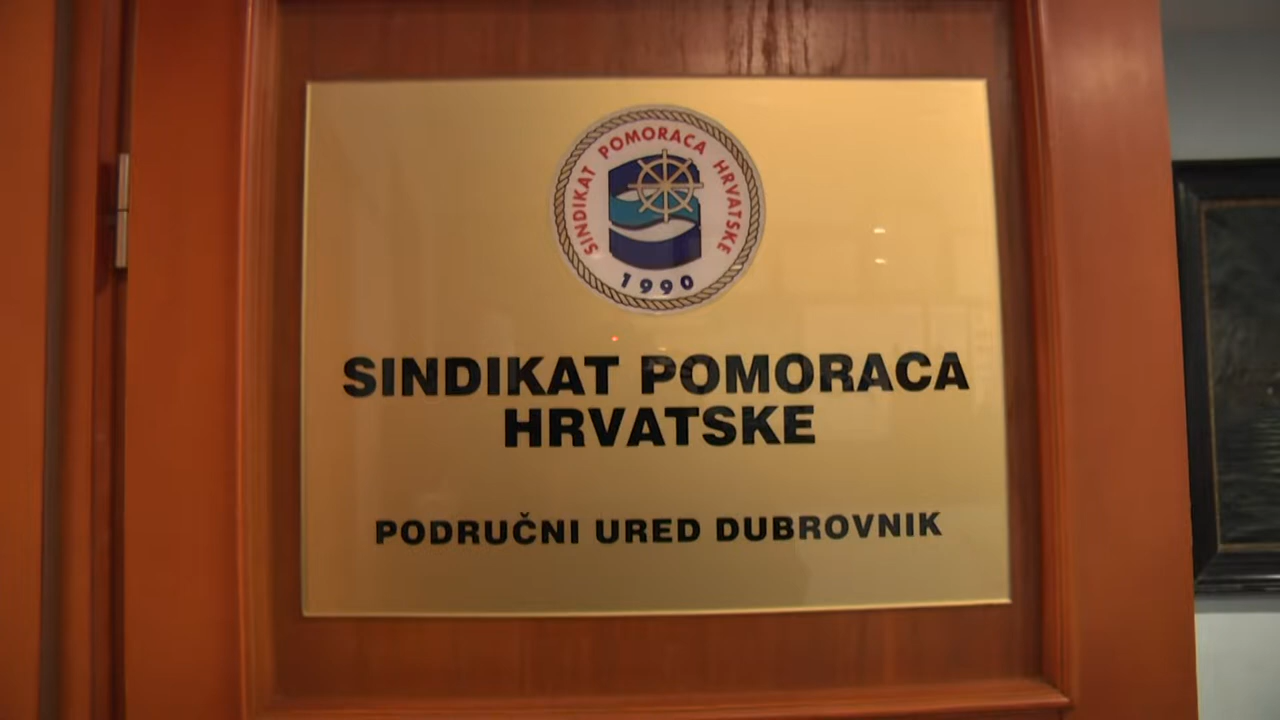 SINDIKAT POMORACA HRVATSKE
1990
SINDIKAT POMORACA
HRVATSKE
PODRUČNI URED DUBROVNIK